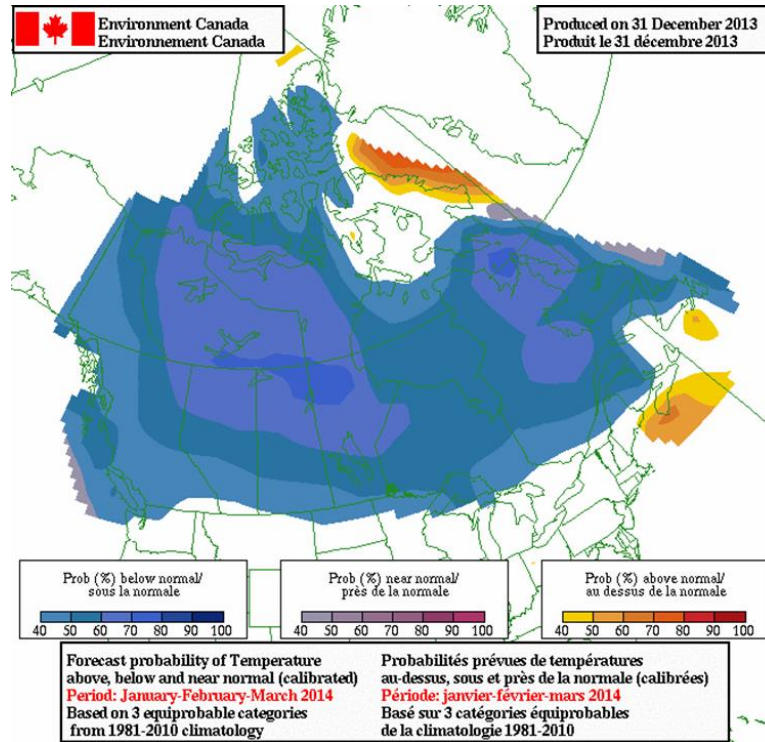 Environment Canada
Environnement Canada
Produced on 31 December 2013
Produit le 31 décembre 2013
Prob (%) below normal/
sous la normale
40 50 60 70 80 90 100
Prob (%) near normal/
près de la normale
40 50 60 70 80 90 100
Prob (%) above normal/
au dessus de la normale
40 50 60 70 80 90 100
Forecast probability of Temperature
above, below and near normal (calibrated)
Period: January-February-March 2014
Based on 3 equiprobable categories
from 1981-2010 climatology
Probabilités prévues de températures
au-dessus, sous et près de la normale (calibrées)
Période: janvier-février-mars 2014
Basé sur 3 catégories équiprobables
de la climatologie 1981-2010